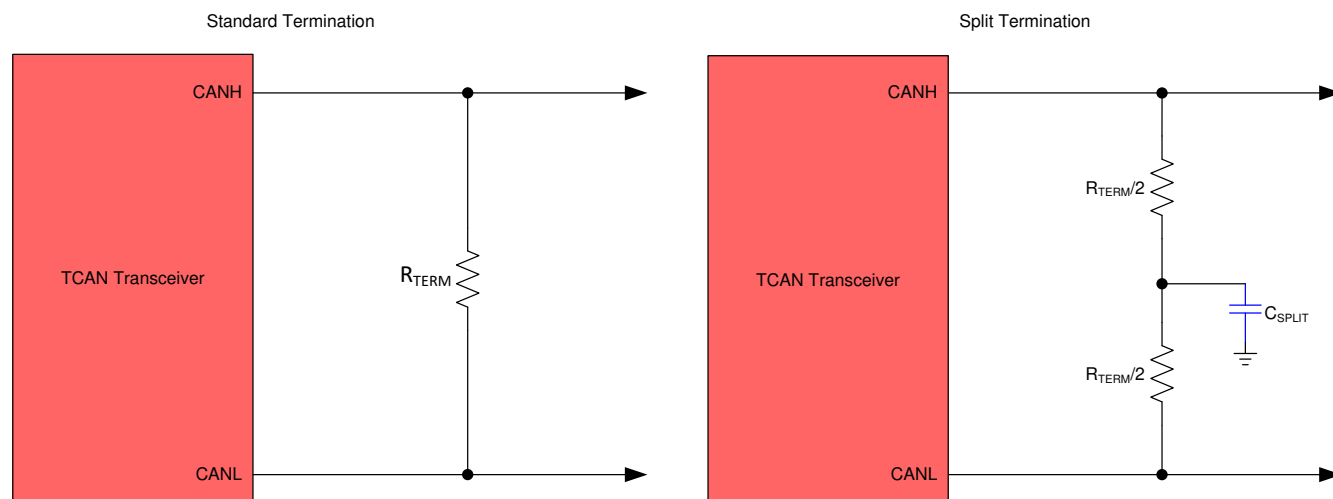 Standard Termination
CANH
TCAN Transceiver
RTERM
CANL
Split Termination
CANH
RTERM/2
TCAN Transceiver
CSPLIT
RTERM/2
CANL